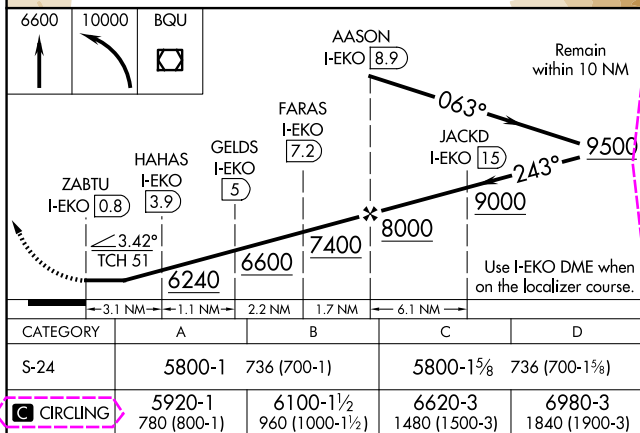 6600 10000 BQU
AASON
I-EKO 8.9
Remain
within 10 NM
063°
FARAS
I-EKO
7.2
JACKD
I-EKO 15
9500
243°
GELDS
I-EKO
5
HAHAS
I-EKO
3.9
ZABTU
I-EKO 0.8
9000
8000
7400
6600
6240
3.42°
TCH 51
Use I-EKO DME when
on the localizer course.
3.1 NM 1.1 NM 2.2 NM 1.7 NM 6.1 NM
CATEGORY A B C D
S-24 5800-1 736 (700-1) 5800-1⅝ 736 (700-1⅝)
C CIRCLING 5920-1 6100-1½ 6620-3 6980-3
780 (800-1) 960 (1000-1½) 1480 (1500-3) 1840 (1900-3)